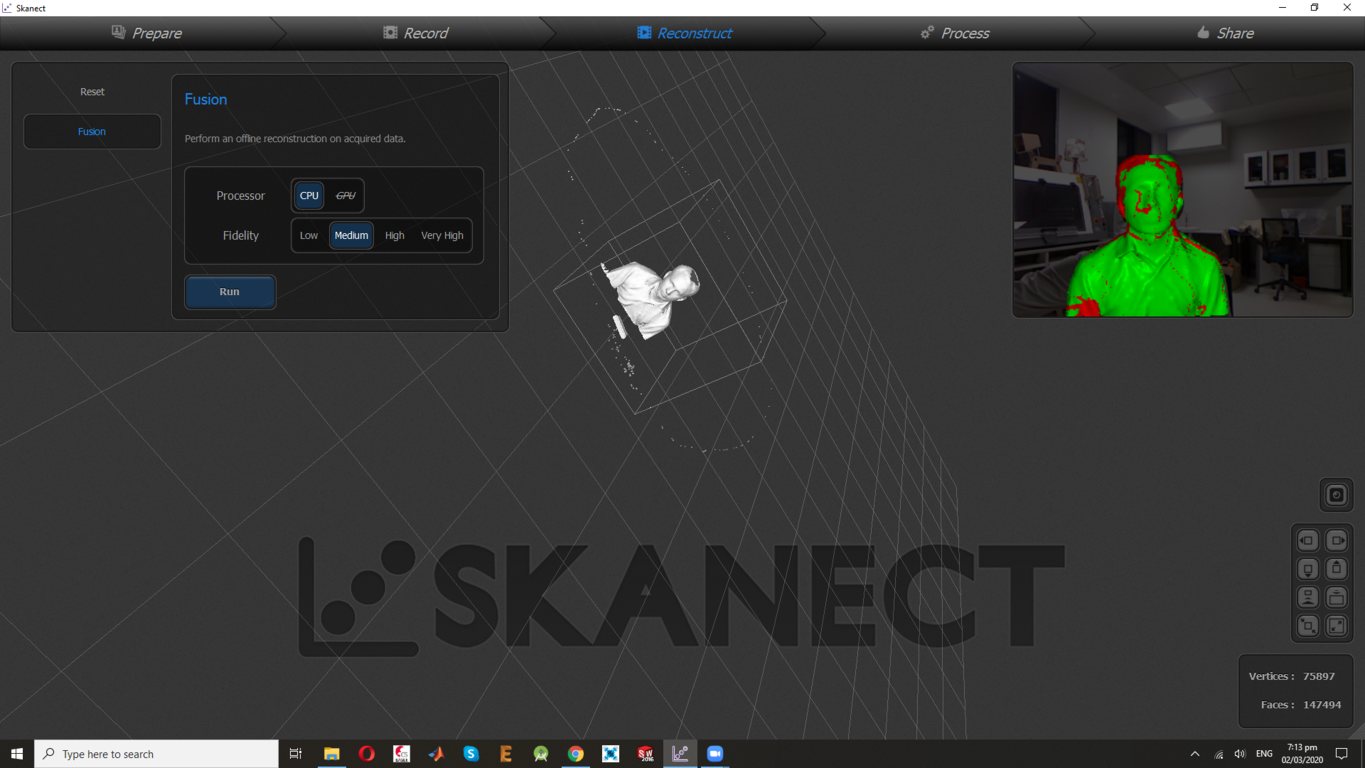 Skanect
Prepare
Record
Reconstruct
Process
Share
Reset
Fusion
Fusion
Perform an offline reconstruction on acquired data.
Processor
CPU
GPU
Fidelity
Low
Medium
High
Very High
Run
SKANECT
Vertices : 75897
Faces : 147494
Type here to search
ENG
7:13 pm
02/03/2020